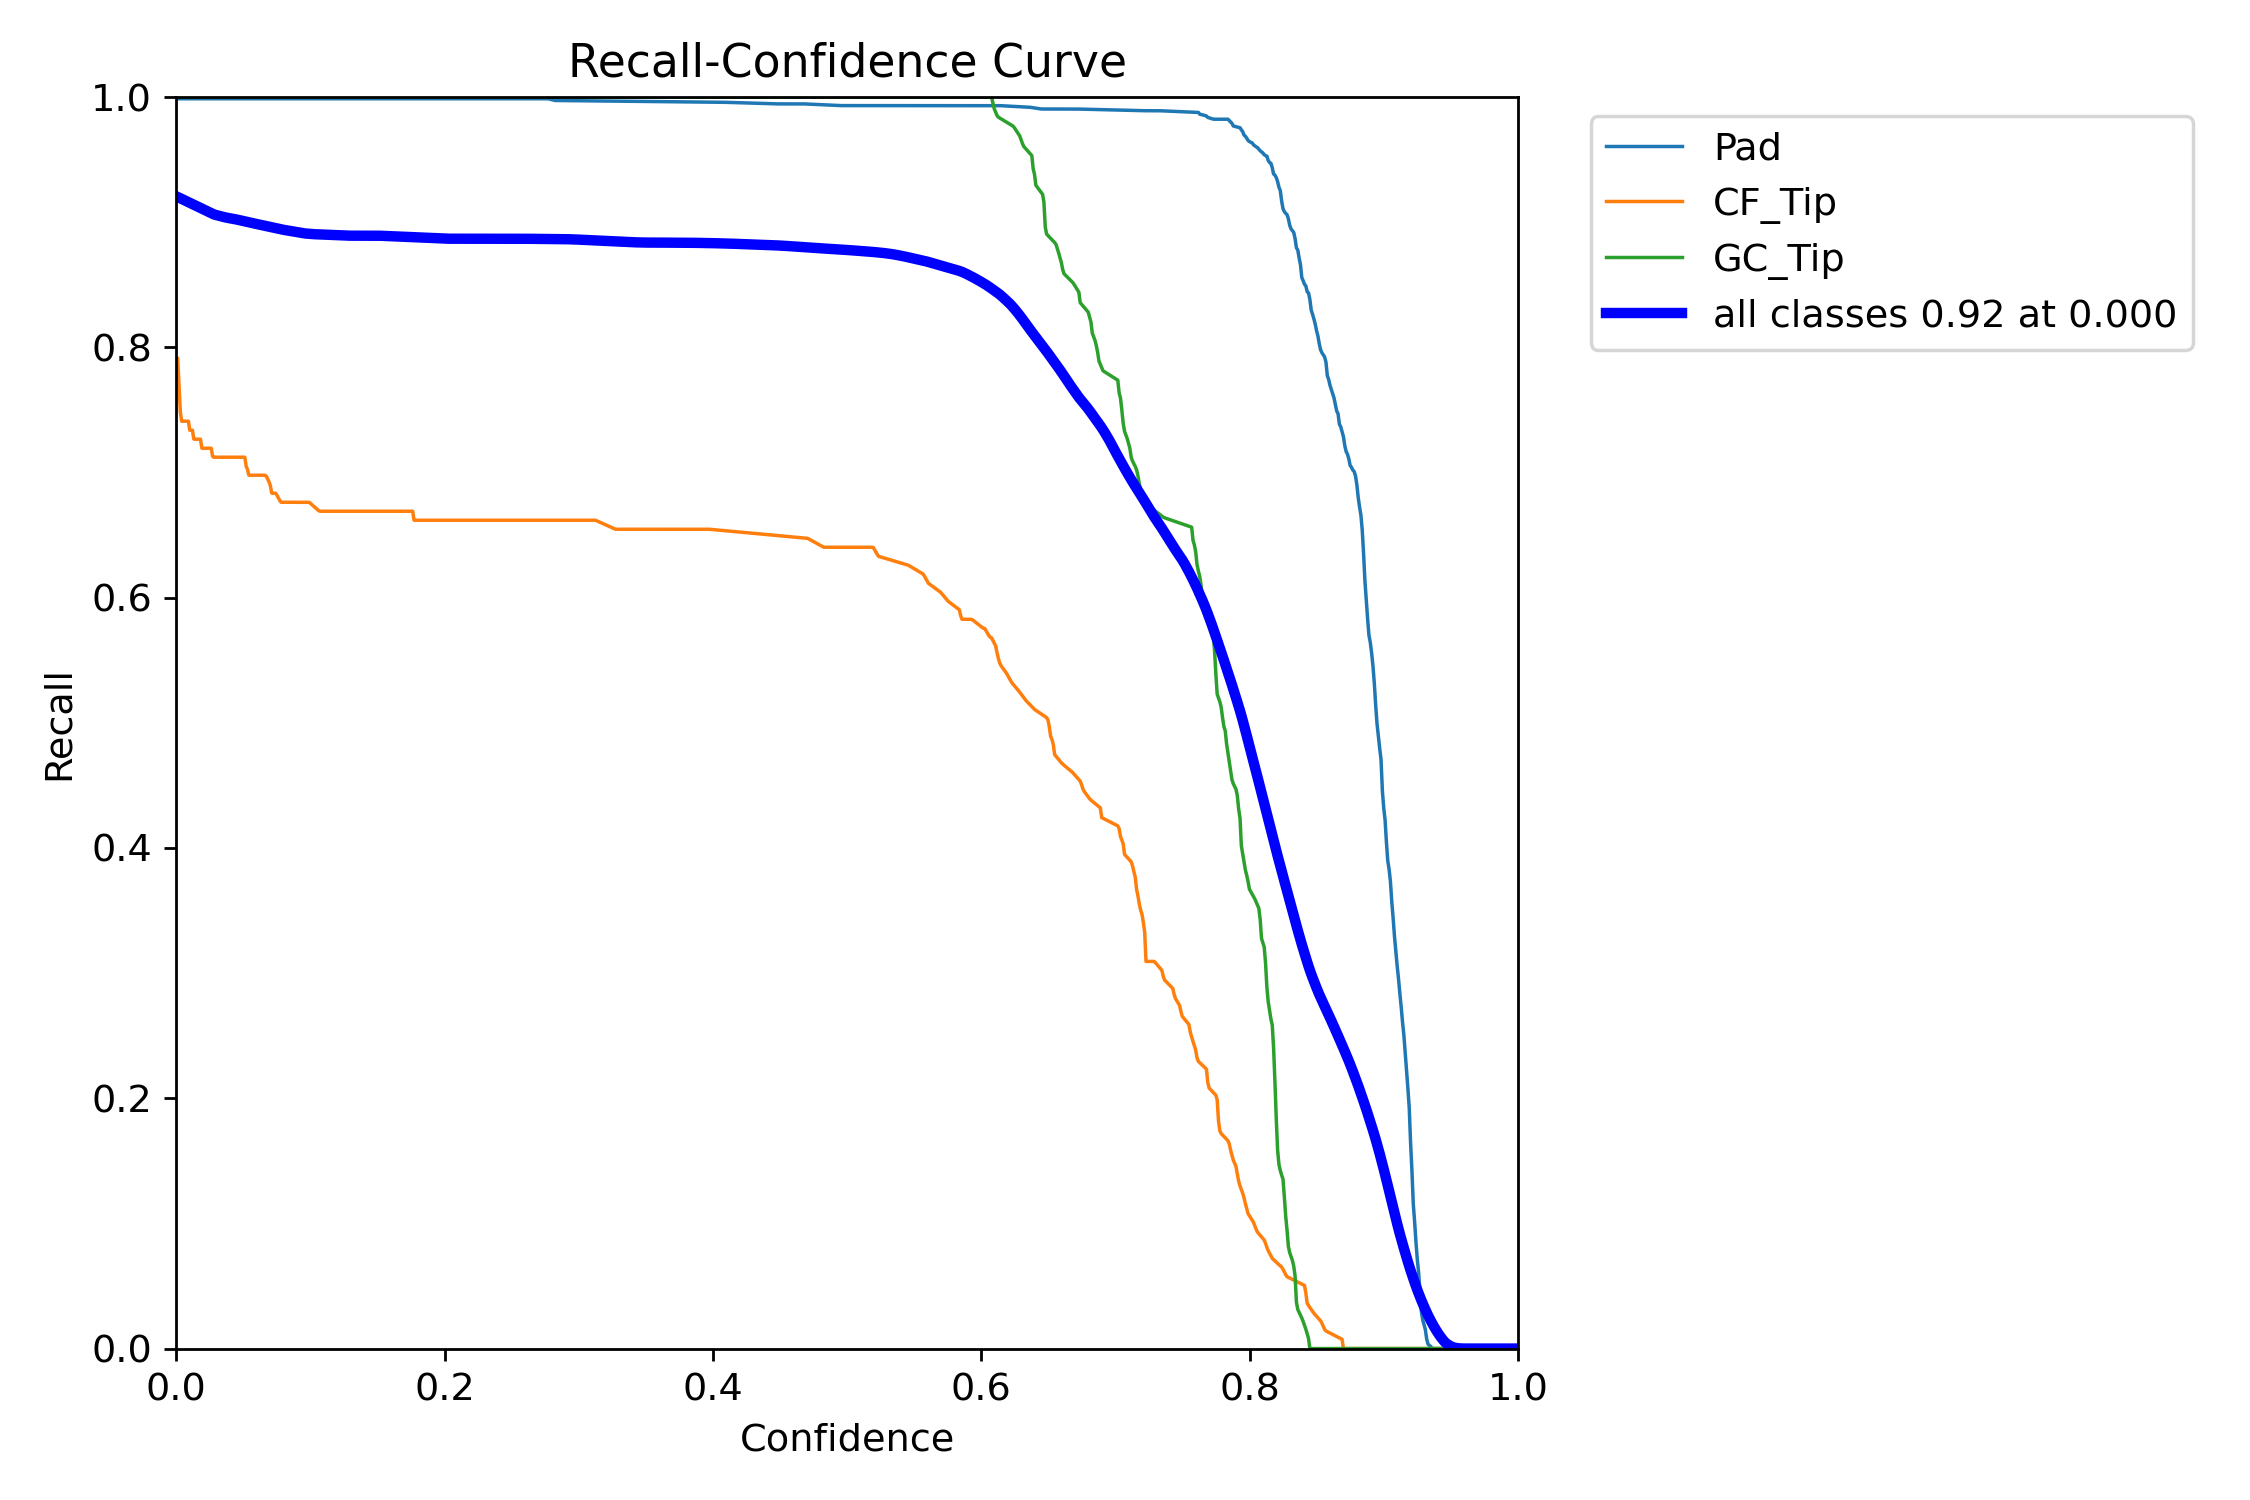 Recall-Confidence Curve
1.0
0.8
0.6
0.4
0.2
0.0
Recall
0.0 0.2 0.4 0.6 0.8 1.0
Confidence
Pad
CF_Tip
GC_Tip
all classes 0.92 at 0.000